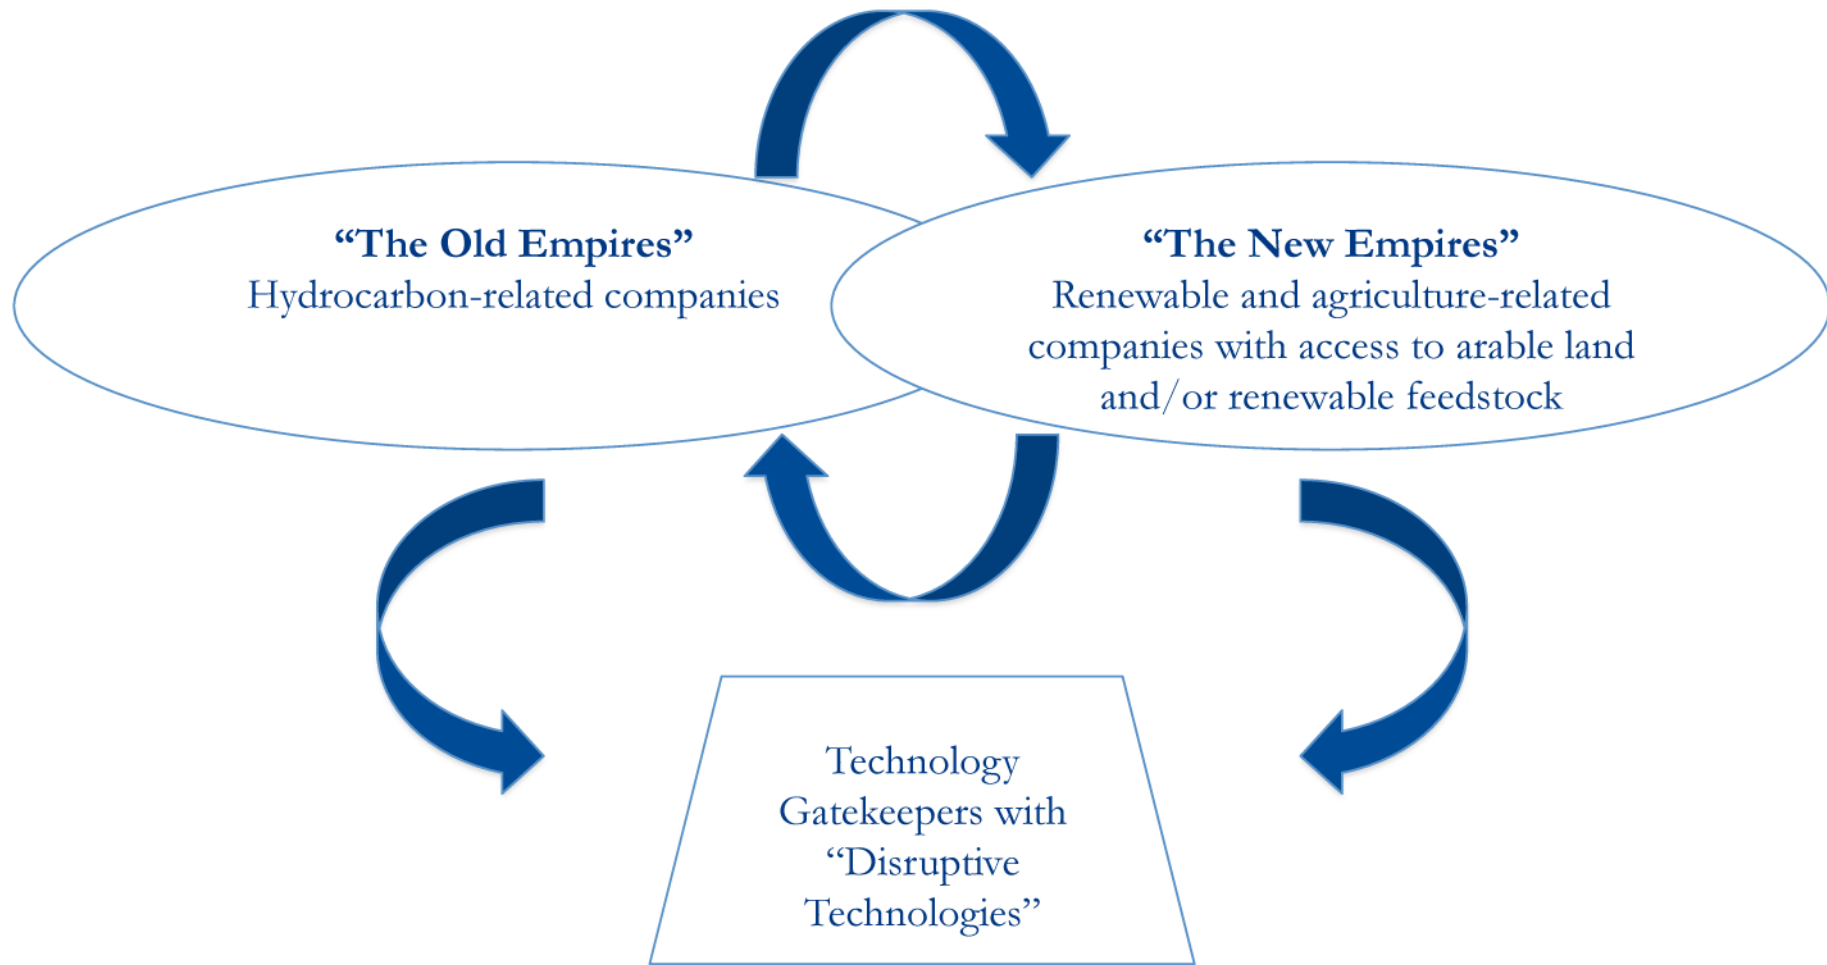 “The Old Empires”
Hydrocarbon-related companies
“The New Empires”
Renewable and agriculture-related
companies with access to arable land
and/or renewable feedstock
Technology
Gatekeepers with
“Disruptive
Technologies”